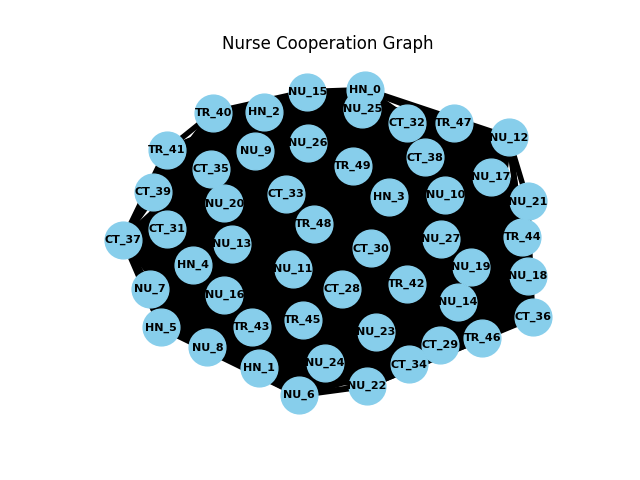 Nurse Cooperation Graph
NU_15
HN_0
TR_40
HN_2
NU_25
CT_32
TR_47
NU_12
TR_41
NU_9
NU_26
CT_38
CT_35
TR_49
NU_17
CT_39
NU_20
CT_33
HN_3
NU_10
NU_21
CT_37
CT_31
NU_13
TR_48
CT_30
NU_27
TR_44
HN_4
NU_11
NU_19
NU_18
NU_7
NU_16
CT_28
TR_42
NU_14
HN_5
TR_43
TR_45
NU_23
CT_36
NU_8
CT_29
TR_46
HN_1
NU_24
CT_34
NU_6
NU_22